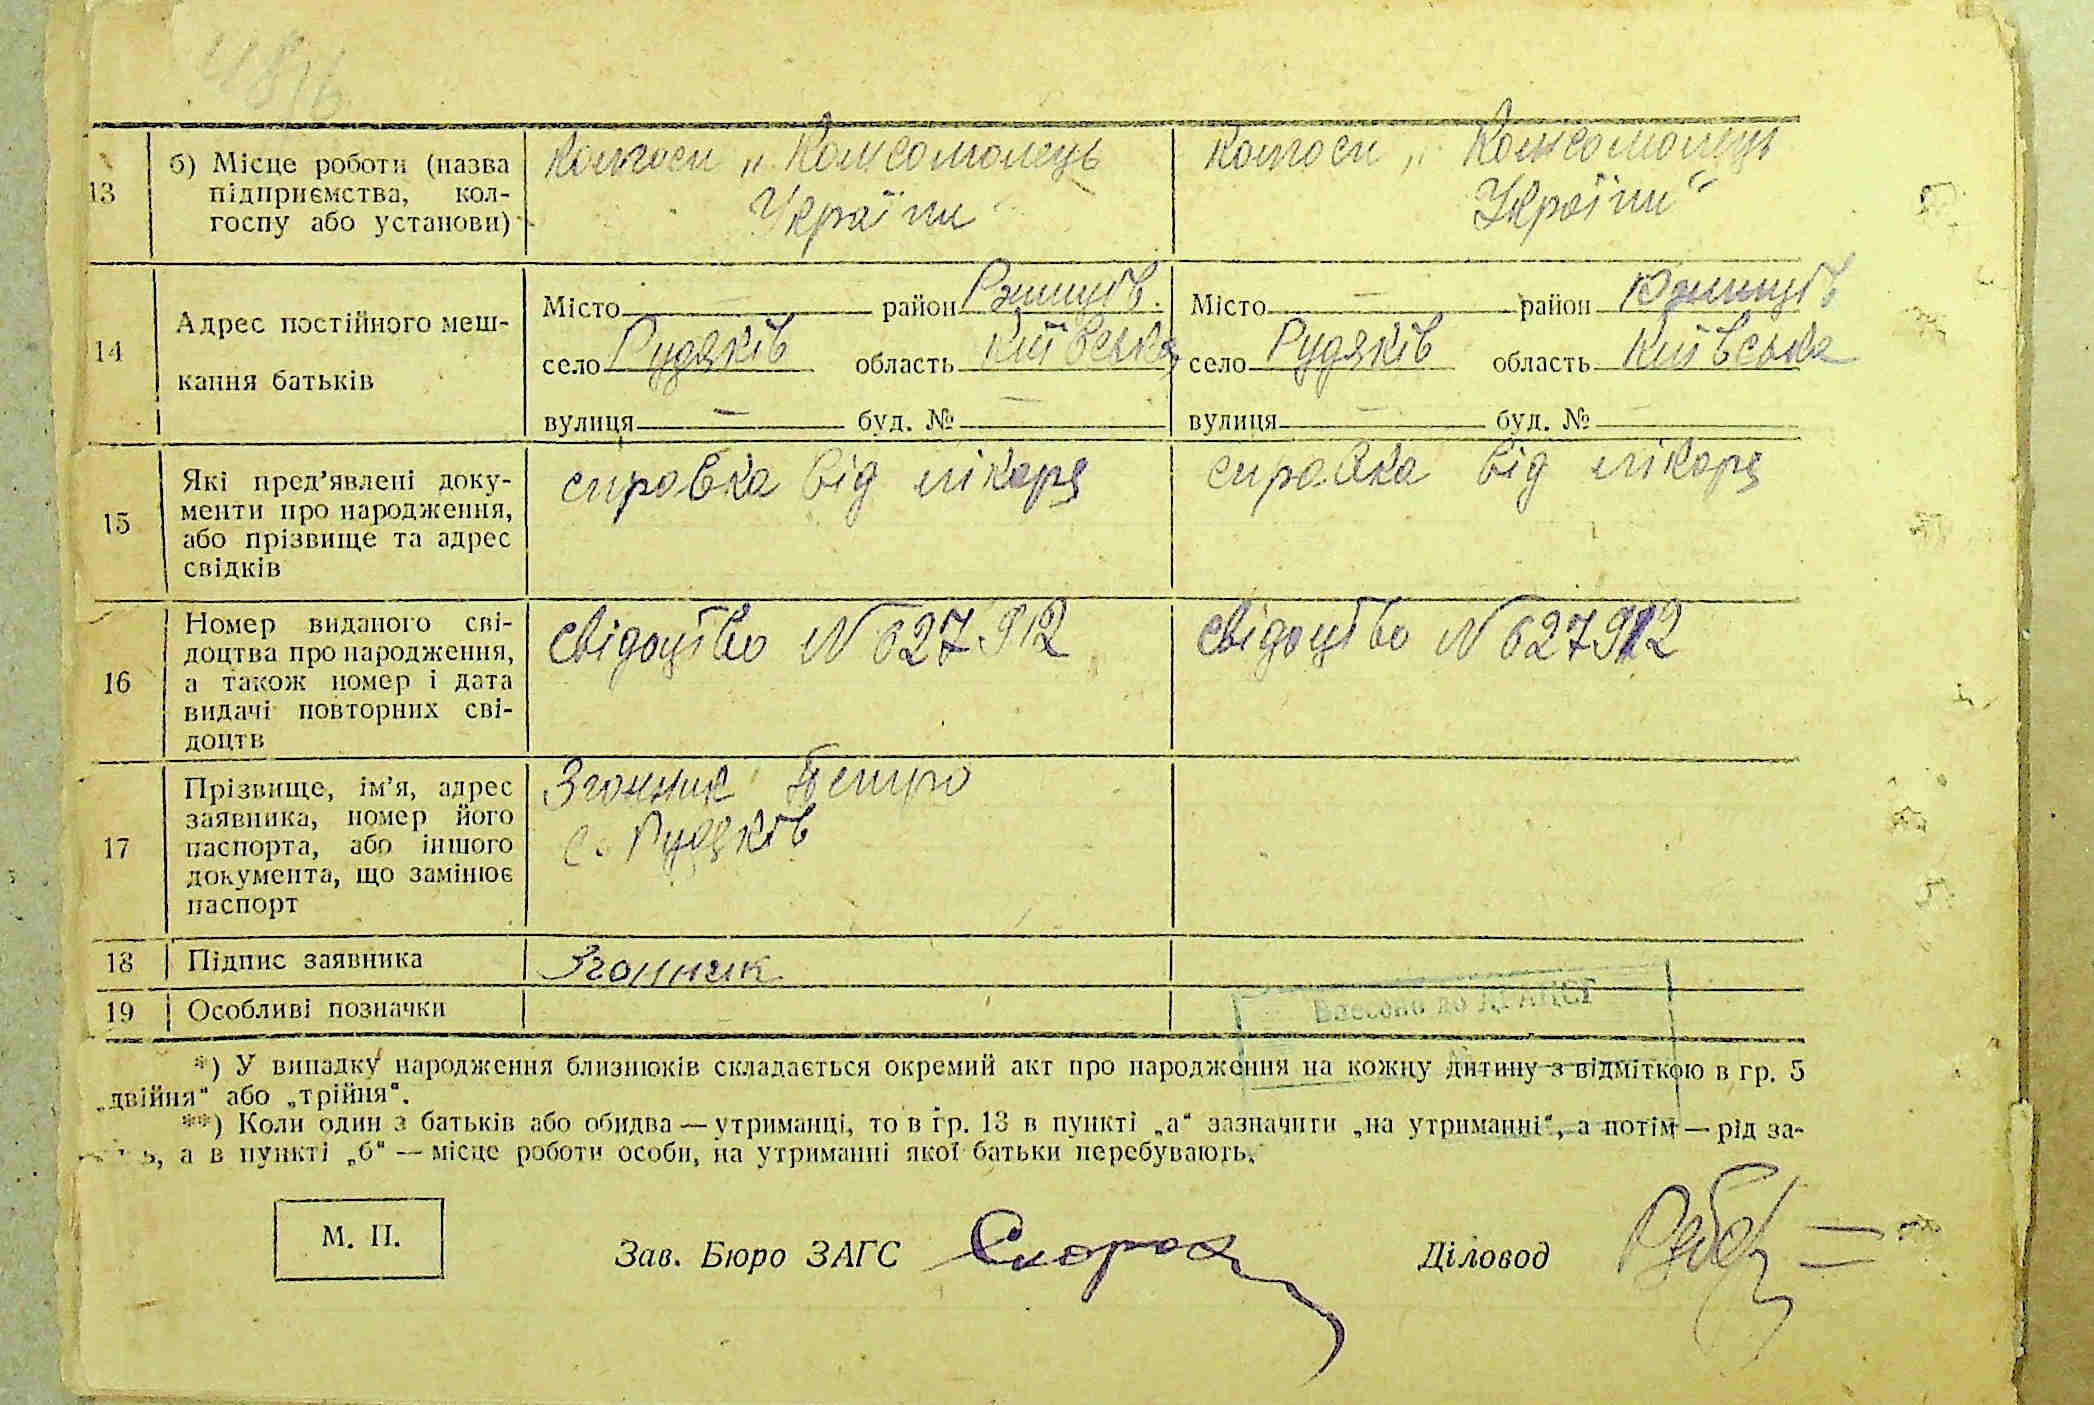 13 б) Місце роботи (назва колгосп „Комсомолець колгосп „Комсомолець
підприємства, кол- України України“
госпу або установи)
14 Адрес постійного меш- Місто — район Ржищів. Місто — район Ржищів
село Рудяків область Київська село Рудяків область Київська
кання батьків
вулиця — буд. № — вулиця — буд. №
15 Які пред’явлені доку- справка від лікаря справка від лікаря
менти про народження,
або прізвище та адрес
свідків
16 Номер виданого сві- свідоцтво N 627912 свідоцтво N 627912
доцтва про народження,
а також номер і дата
видачі повторних сві-
доцтв
17 Прізвище, ім’я, адрес Згонник Петро
заявника, номер його с. Рудяків
паспорта, або іншого
документа, що замінює
паспорт
18 Підпис заявника Згонник
19 Особливі позначки
Внесено до ДРАЦСГ
*) У випадку народження близнюків складається окремий акт про народження на кожну дитину з відміткою в гр. 5
„двійня“ або „трійня“.
**) Коли один з батьків або обидва — утриманці, то в гр. 13 в пункті „а“ зазначити „на утриманні“, а потім — рід за-
а в пункті „б“ — місце роботи особи, на утриманні якої батьки перебувають.
М. П. Зав. Бюро ЗАГС Діловод